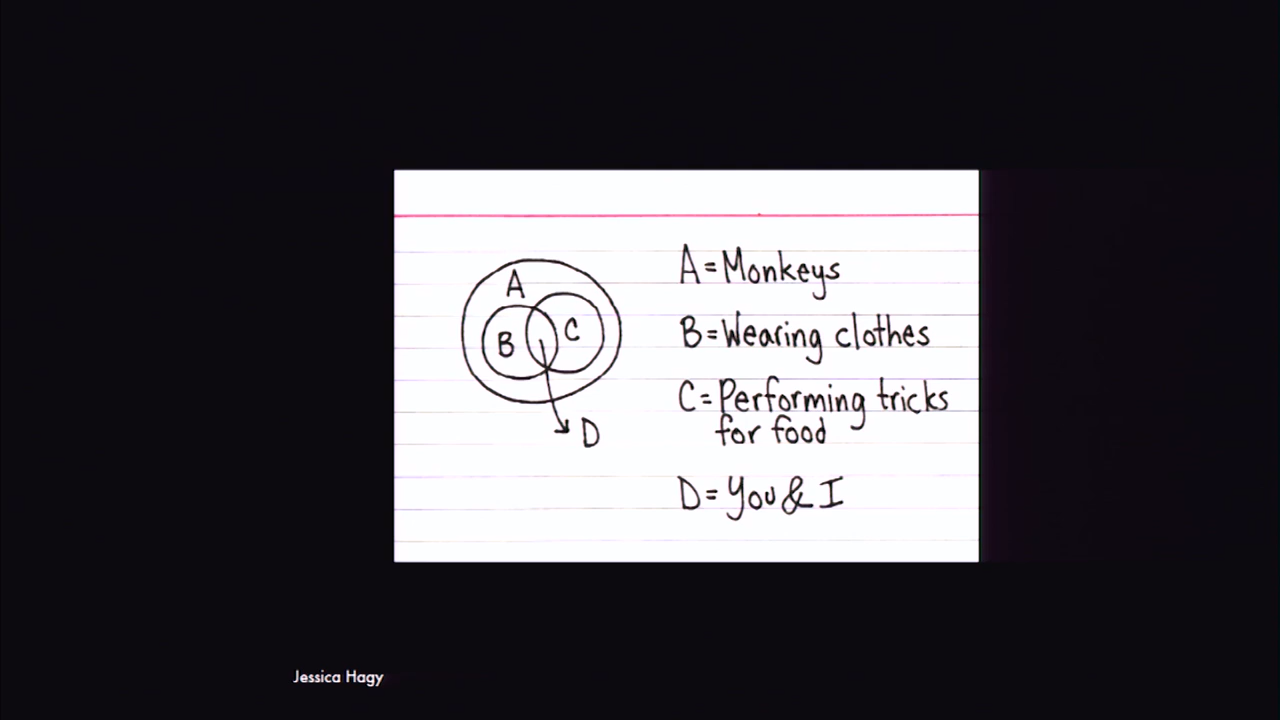 A
B
C
D
A=Monkeys
B=Wearing clothes
C=Performing tricks
for food
D=You & I
Jessica Hagy